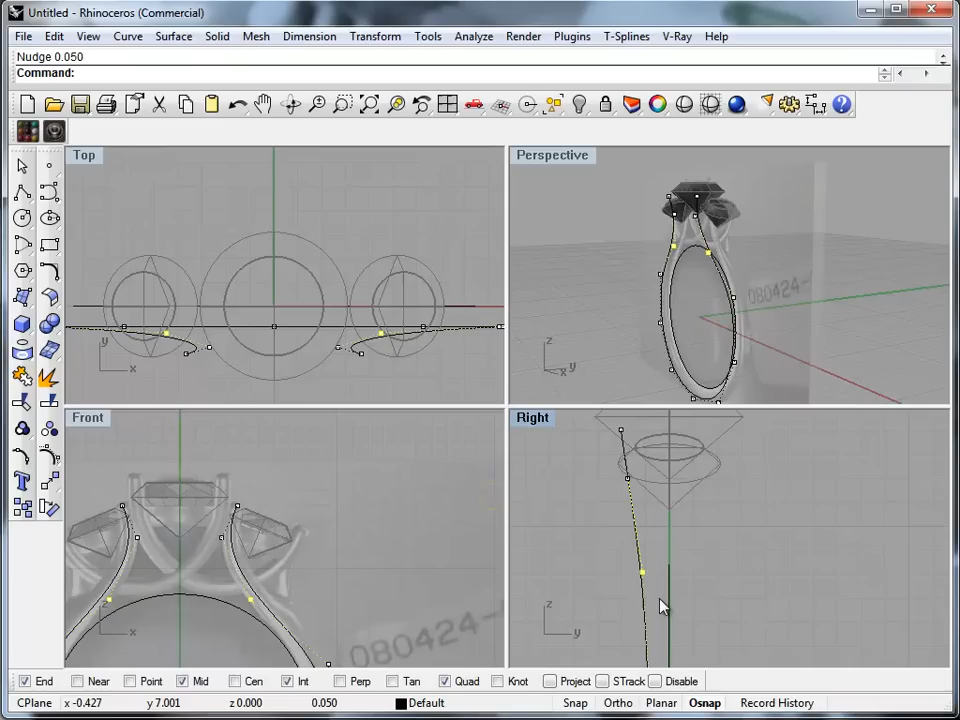 Untitled - Rhinoceros (Commercial)
File Edit View Curve Surface Solid Mesh Dimension Transform Tools Analyze Render Plugins T-Splines V-Ray Help
Nudge 0.050
Command:
Top
Perspective
080424-
z
x y
y
x
Front
Right
080424-
z
x
z
y
End Near Point Mid Cen Int Perp Tan Quad Knot Project STrack Disable
CPlane x -0.427 y 7.001 z 0.000 0.050 Default Snap Ortho Planar Osnap Record History